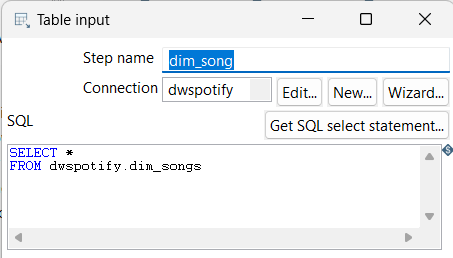 Table input
Step name dim_song
Connection dwspotify Edit... New... Wizard...
SQL Get SQL select statement...
SELECT *
FROM dwspotify.dim_songs